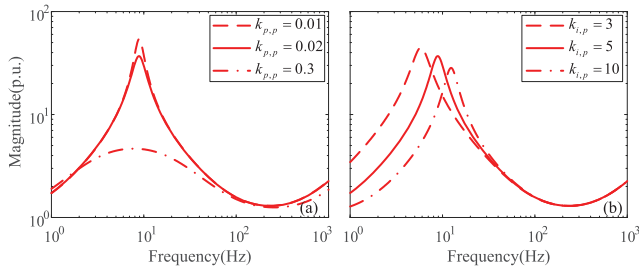 Magnitude(p.u.)
10^2
10^1
10^0
k_{p,p} = 0.01
k_{p,p} = 0.02
k_{p,p} = 0.3
(a)
10^0
10^1
10^2
10^3
Frequency(Hz)
k_{i,p} = 3
k_{i,p} = 5
k_{i,p} = 10
(b)
10^0
10^1
10^2
10^3
Frequency(Hz)